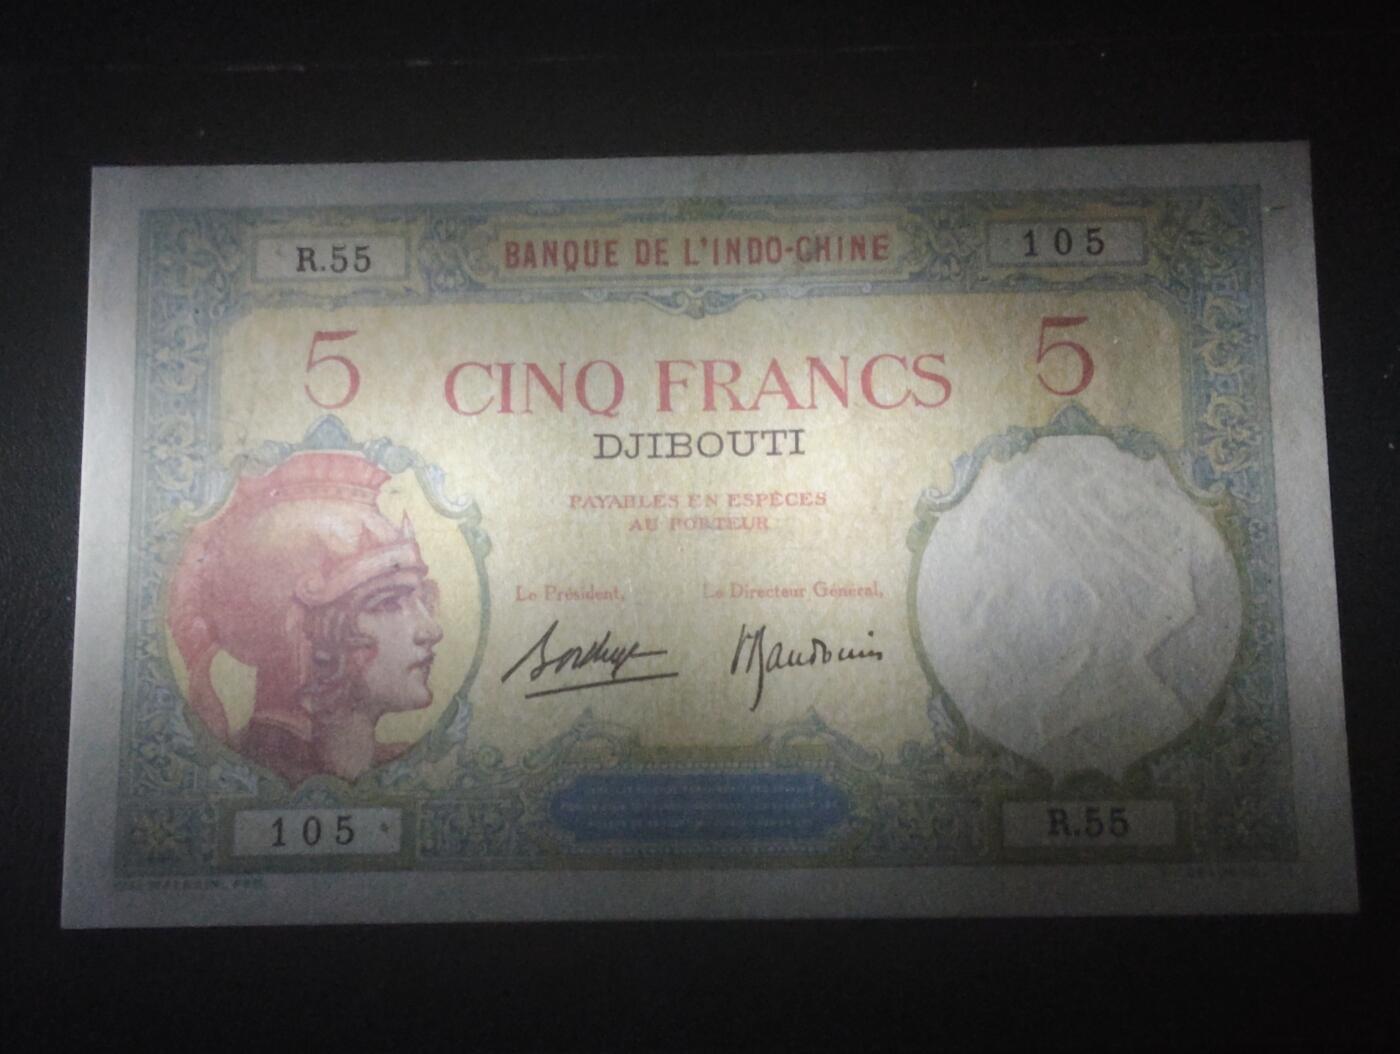 R.55
BANQUE DE L'INDO-CHINE
105
5
CINQ FRANCS
5
DJIBOUTI
PAYABLES EN ESPÈCES
AU PORTEUR
Le Président,
Le Directeur Général,
105
R.55